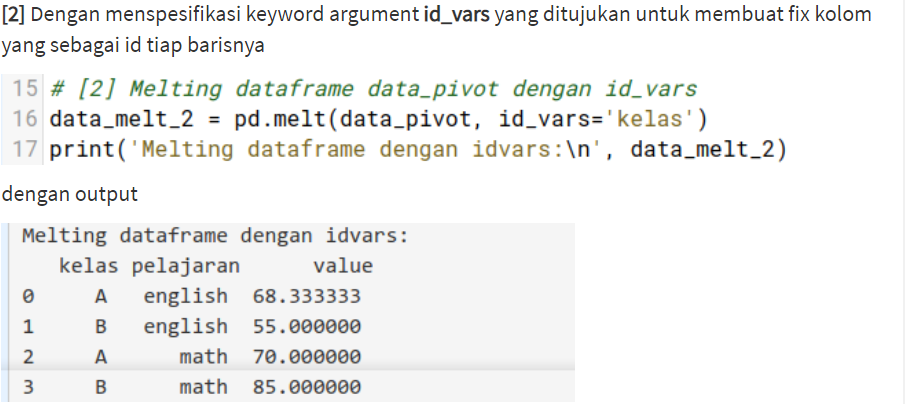 [2] Dengan menspesifikasi keyword argument id_vars yang ditujukan untuk membuat fix kolom
yang sebagai id tiap barisnya
15 # [2] Melting dataframe data_pivot dengan id_vars
16 data_melt_2 = pd.melt(data_pivot, id_vars='kelas')
17 print('Melting dataframe dengan idvars:\n', data_melt_2)
dengan output
Melting dataframe dengan idvars:
kelas pelajaran value
0 A english 68.333333
1 B english 55.000000
2 A math 70.000000
3 B math 85.000000